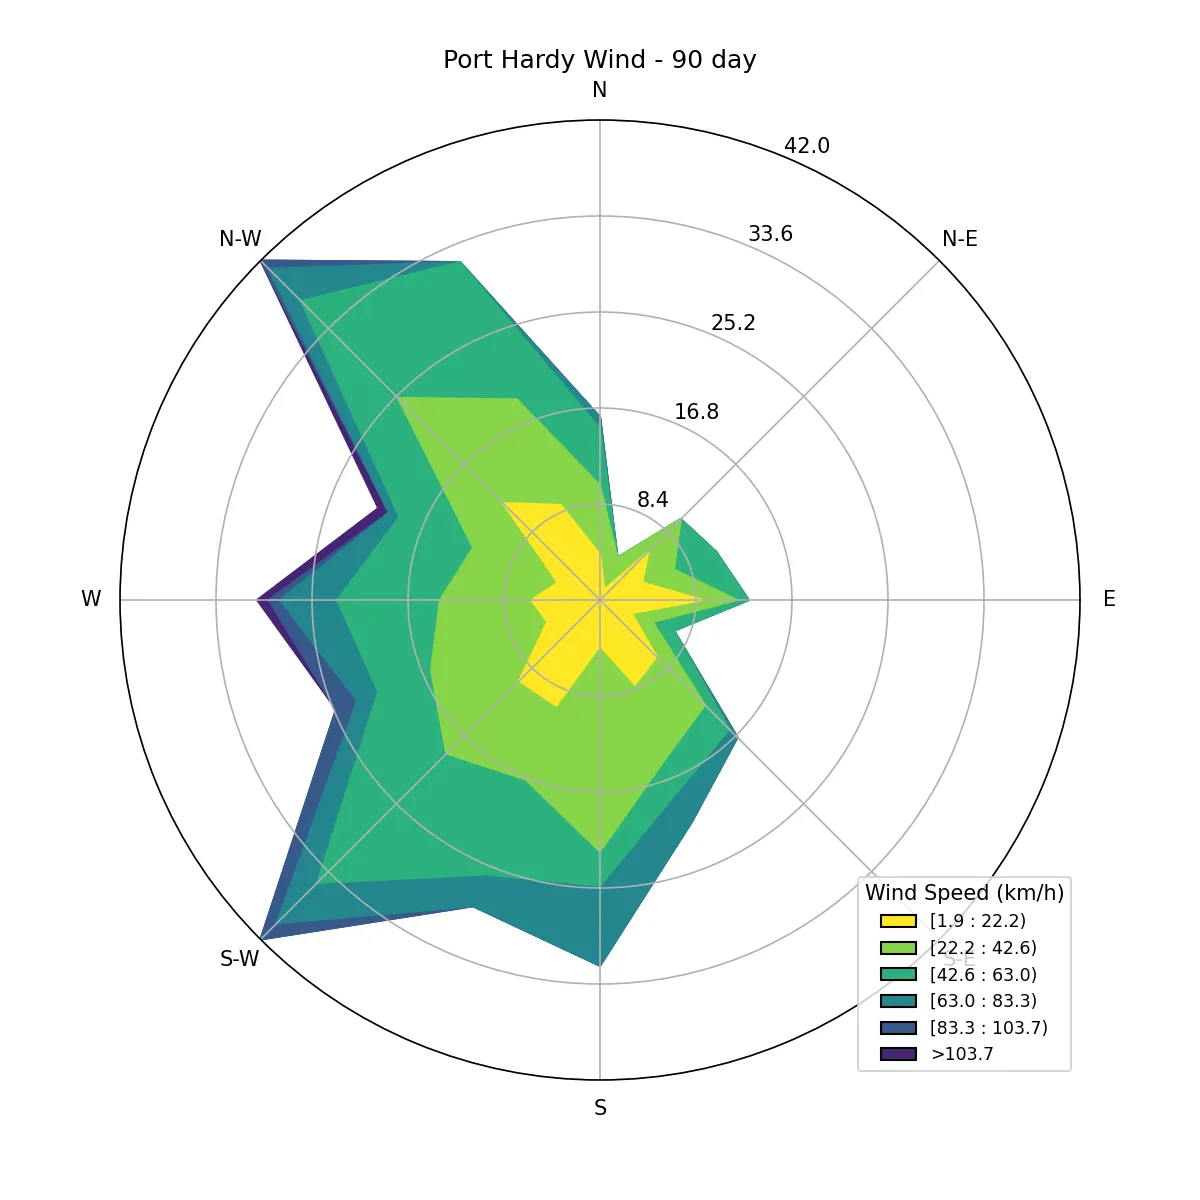 Port Hardy Wind - 90 day
N
42.0
33.6
N-W
N-E
25.2
16.8
8.4
W
E
Wind Speed (km/h)
[1.9 : 22.2)
[22.2 : 42.6)
S-W
S-E
[42.6 : 63.0)
[63.0 : 83.3)
[83.3 : 103.7)
>103.7
S